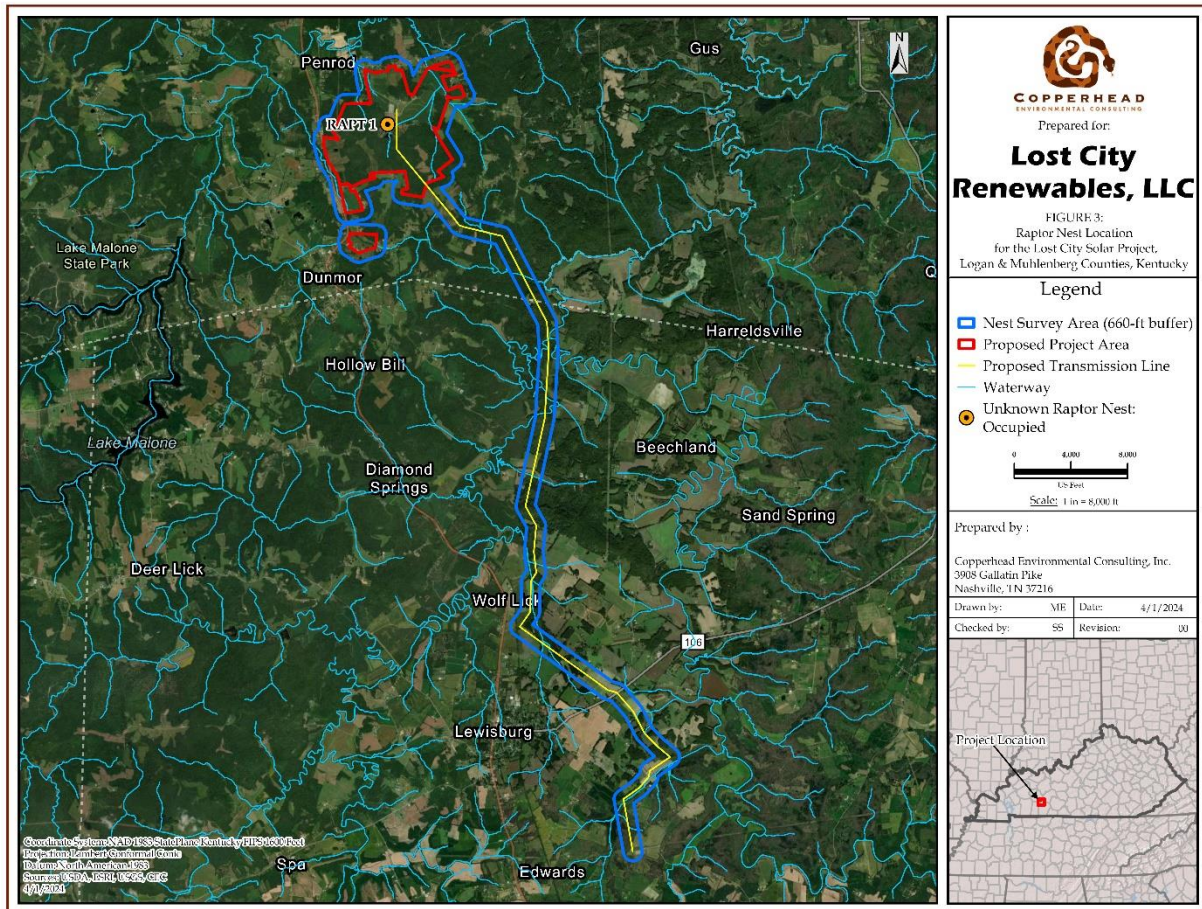 Penrod
Gus
N
RAPT 1
Lake Malone
State Park
Dunmor
Q
Harreldsville
Hollow Bill
Lake Malone
Beechland
Diamond
Springs
Sand Spring
Deer Lick
Wolf Lick
106
Lewisburg
Spa
Edwards
Coordinate System: NAD 1983 StatePlane Kentucky FIPS 1600 Feet
Projection: Lambert Conformal Conic
Datum: North American 1983
Sources: USDA, ESRI, USGS, CEC
4/1/2024
COPPERHEAD
ENVIRONMENTAL CONSULTING
Prepared for:
Lost City
Renewables, LLC
FIGURE 3:
Raptor Nest Location
for the Lost City Solar Project,
Logan & Muhlenberg Counties, Kentucky
Legend
Nest Survey Area (660-ft buffer)
Proposed Project Area
Proposed Transmission Line
Waterway
Unknown Raptor Nest:
Occupied
0 4,000 8,000
US Feet
Scale: 1 in = 8,000 ft
Prepared by :
Copperhead Environmental Consulting, Inc.
3908 Gallatin Pike
Nashville, TN 37216
Drawn by: ME Date: 4/1/2024
Checked by: SS Revision: 00
Project Location